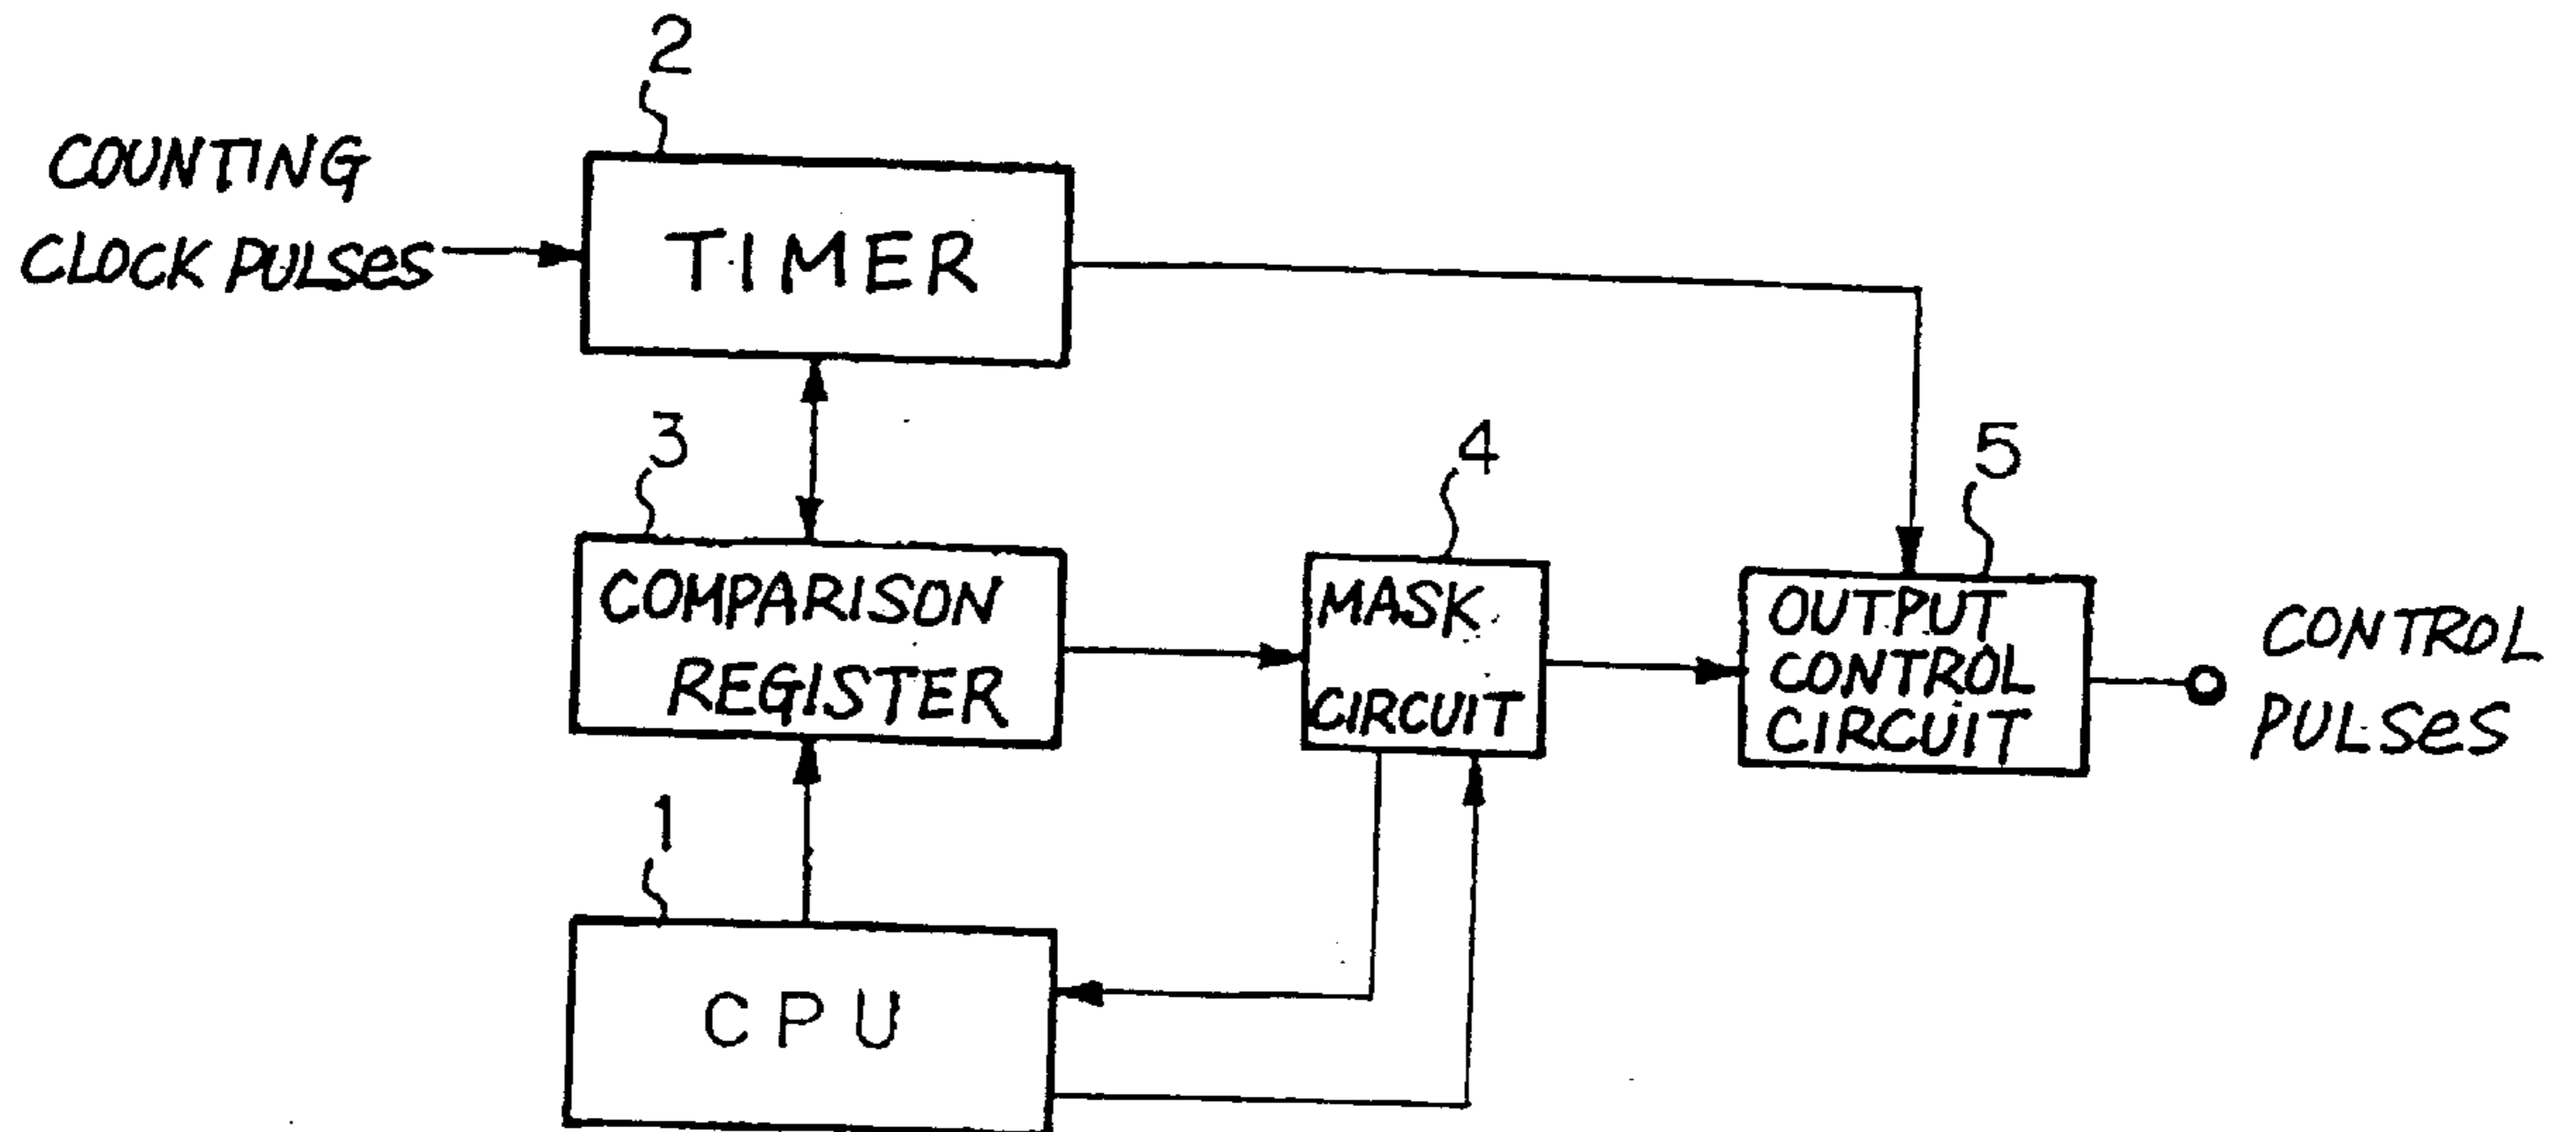 2
COUNTING
CLOCK PULSes
TIMER
3
4
5
COMPARISON
REGISTER
MASK
CIRCUIT
OUTPUT
CONTROL
CIRCUIT
CONTROL
PULSes
1
CPU